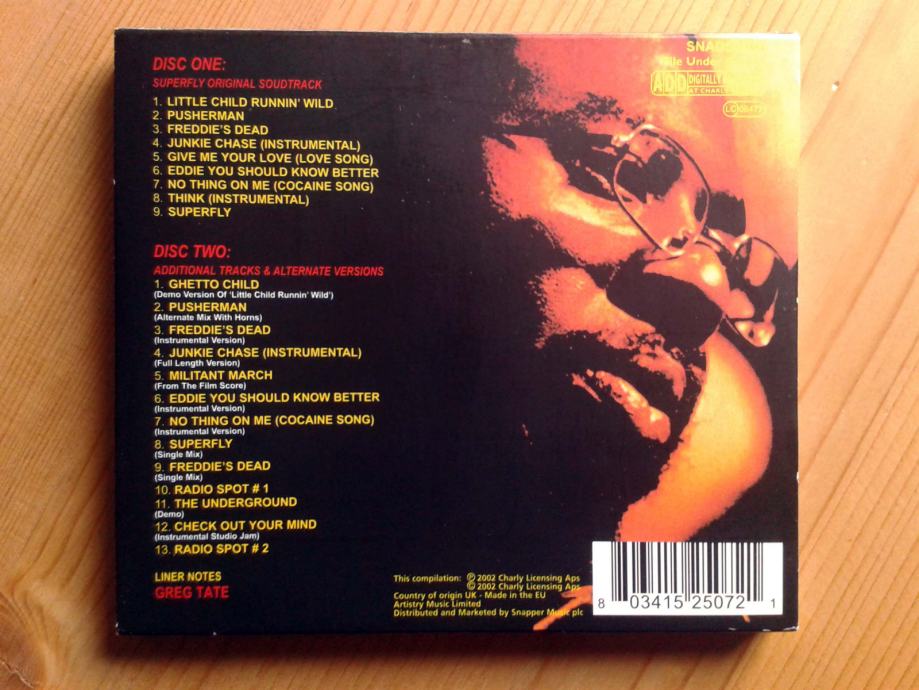 DISC ONE:
SUPERFLY ORIGINAL SOUDTRACK
1. LITTLE CHILD RUNNIN' WILD
2. PUSHERMAN
3. FREDDIE'S DEAD
4. JUNKIE CHASE (INSTRUMENTAL)
5. GIVE ME YOUR LOVE (LOVE SONG)
6. EDDIE YOU SHOULD KNOW BETTER
7. NO THING ON ME (COCAINE SONG)
8. THINK (INSTRUMENTAL)
9. SUPERFLY
DISC TWO:
ADDITIONAL TRACKS & ALTERNATE VERSIONS
1. GHETTO CHILD
(Demo Version Of 'Little Child Runnin' Wild')
2. PUSHERMAN
(Alternate Mix With Horns)
3. FREDDIE'S DEAD
(Instrumental Version)
4. JUNKIE CHASE (INSTRUMENTAL)
(Full Length Version)
5. MILITANT MARCH
(From The Film Score)
6. EDDIE YOU SHOULD KNOW BETTER
(Instrumental Version)
7. NO THING ON ME (COCAINE SONG)
(Instrumental Version)
8. SUPERFLY
(Single Mix)
9. FREDDIE'S DEAD
(Single Mix)
10. RADIO SPOT # 1
11. THE UNDERGROUND
(Demo)
12. CHECK OUT YOUR MIND
(Instrumental Studio Jam)
13. RADIO SPOT # 2
LINER NOTES
GREG TATE
ADD DIGITALLY
AT CHARLY
LC
This compilation: ℗ 2002 Charly Licensing Aps
© 2002 Charly Licensing Aps
Country of origin UK - Made in the EU
Artistry Music Limited
Distributed and Marketed by Snapper Music plc
8 03415 25072 1